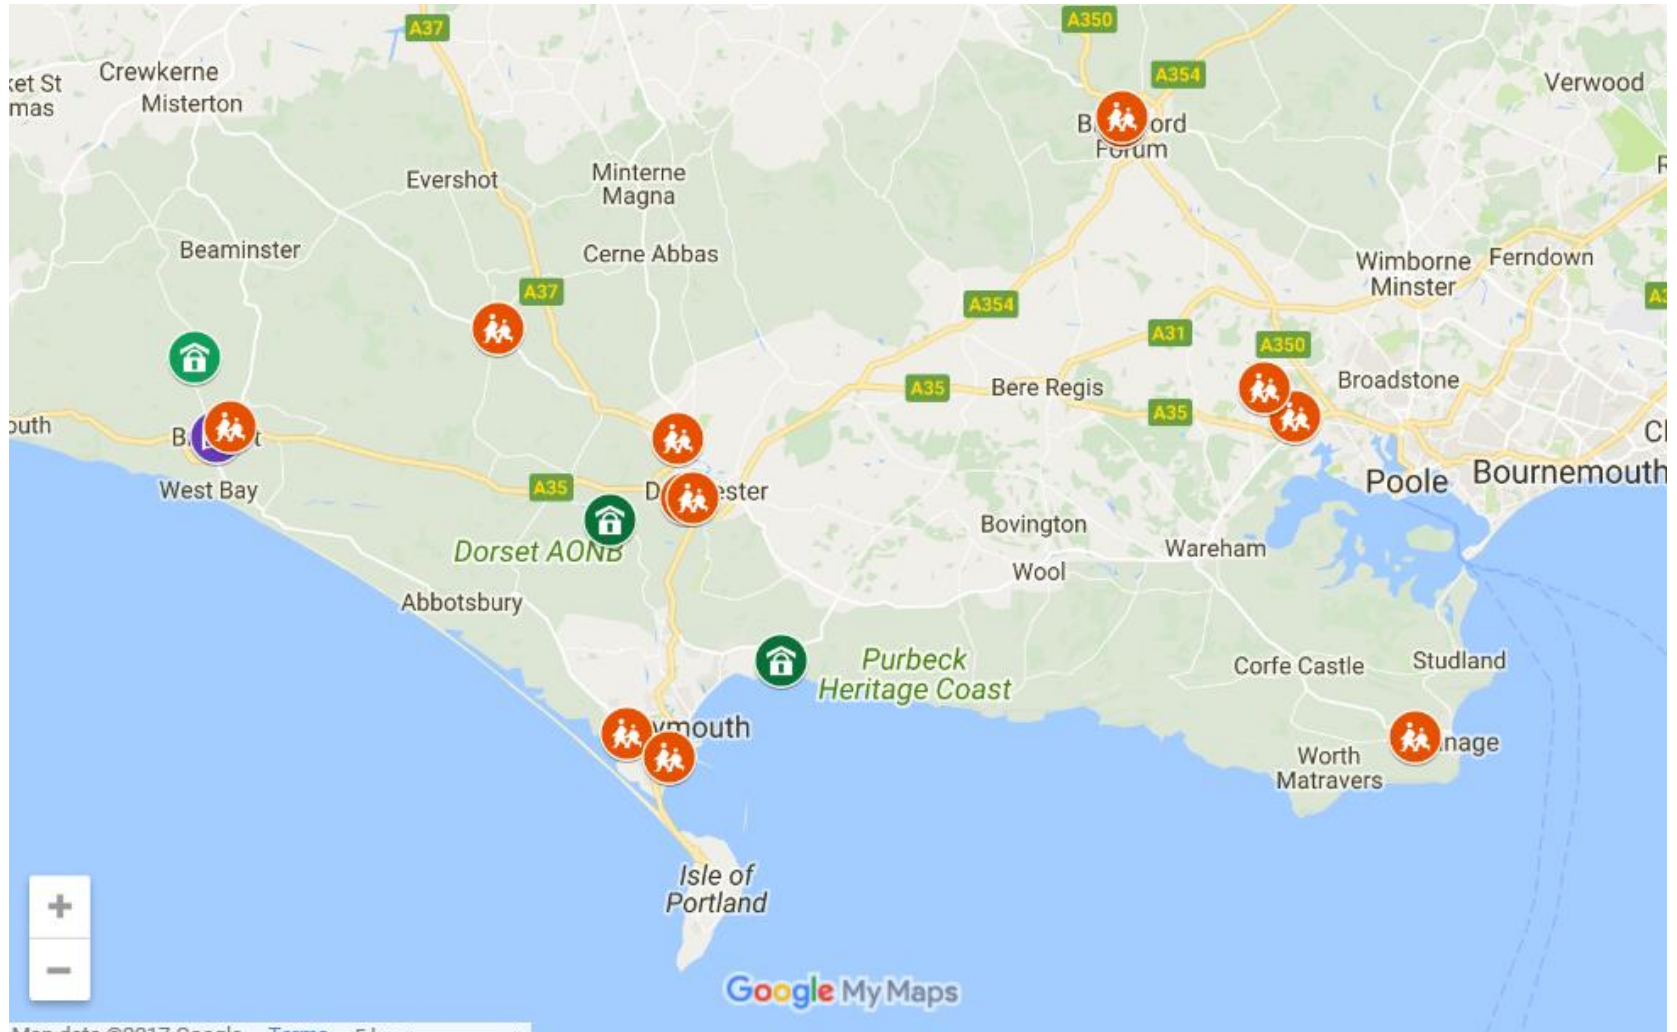 A37
A350
Crewkerne
Misterton
A354
Verwood
Forum
Evershot
Minterne
Magna
Beaminster
Cerne Abbas
Wimborne
Minster
Ferndown
A37
A354
A31
A350
A35
Bere Regis
Broadstone
A35
West Bay
A35
Poole
Bournemouth
Dorset AONB
Bovington
Wareham
Wool
Abbotsbury
Purbeck
Heritage Coast
Corfe Castle
Studland
Worth
Matravers
Isle of
Portland
+
−
Google My Maps